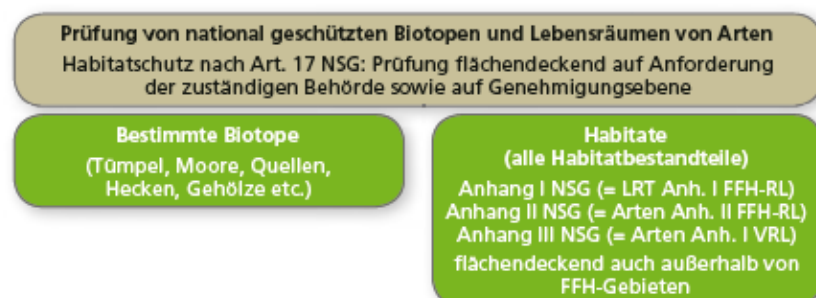 Prüfung von national geschützten Biotopen und Lebensräumen von Arten
Habitatschutz nach Art. 17 NSG: Prüfung flächendeckend auf Anforderung
der zuständigen Behörde sowie auf Genehmigungsebene
Bestimmte Biotope
(Tümpel, Moore, Quellen,
Hecken, Gehölze etc.)
Habitate
(alle Habitatbestandteile)
Anhang I NSG (= LRT Anh. I FFH-RL)
Anhang II NSG (= Arten Anh. II FFH-RL)
Anhang III NSG (= Arten Anh. I VRL)
flächendeckend auch außerhalb von
FFH-Gebieten